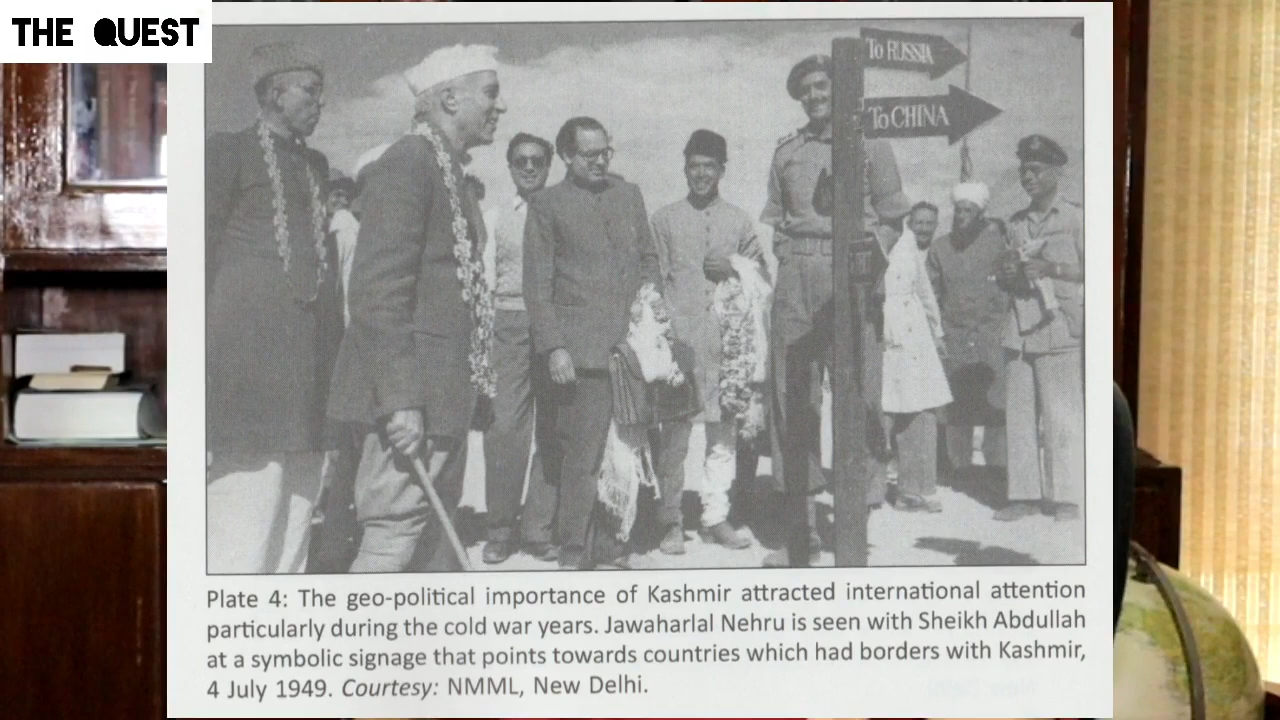 THE QUEST
To RUSSIA
To CHINA
Plate 4: The geo-political importance of Kashmir attracted international attention
particularly during the cold war years. Jawaharlal Nehru is seen with Sheikh Abdullah
at a symbolic signage that points towards countries which had borders with Kashmir,
4 July 1949. Courtesy: NMML, New Delhi.